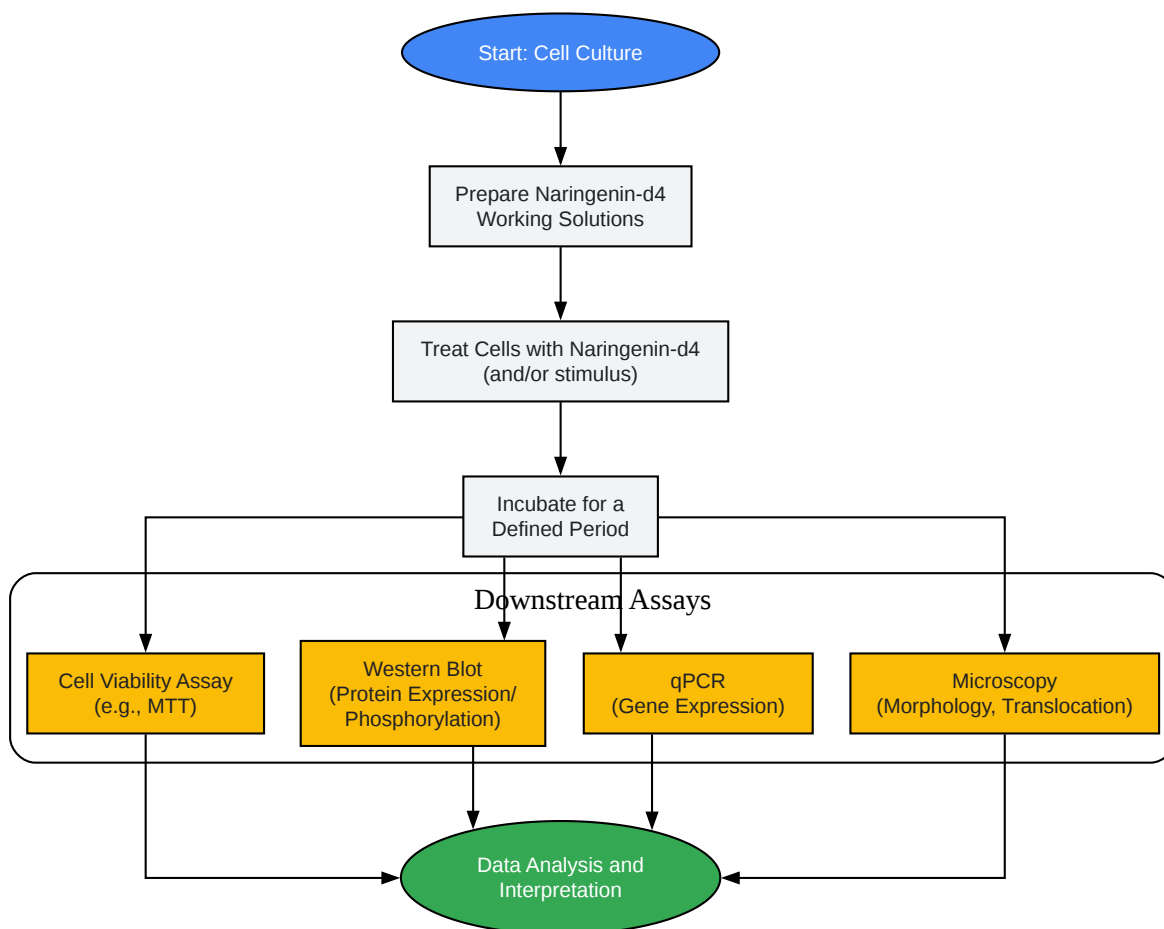 Start: Cell Culture
Prepare Naringenin-d4
Working Solutions
Treat Cells with Naringenin-d4
(and/or stimulus)
Incubate for a
Defined Period
Downstream Assays
Cell Viability Assay
(e.g., MTT)
Western Blot
(Protein Expression/
Phosphorylation)
qPCR
(Gene Expression)
Microscopy
(Morphology, Translocation)
Data Analysis and
Interpretation